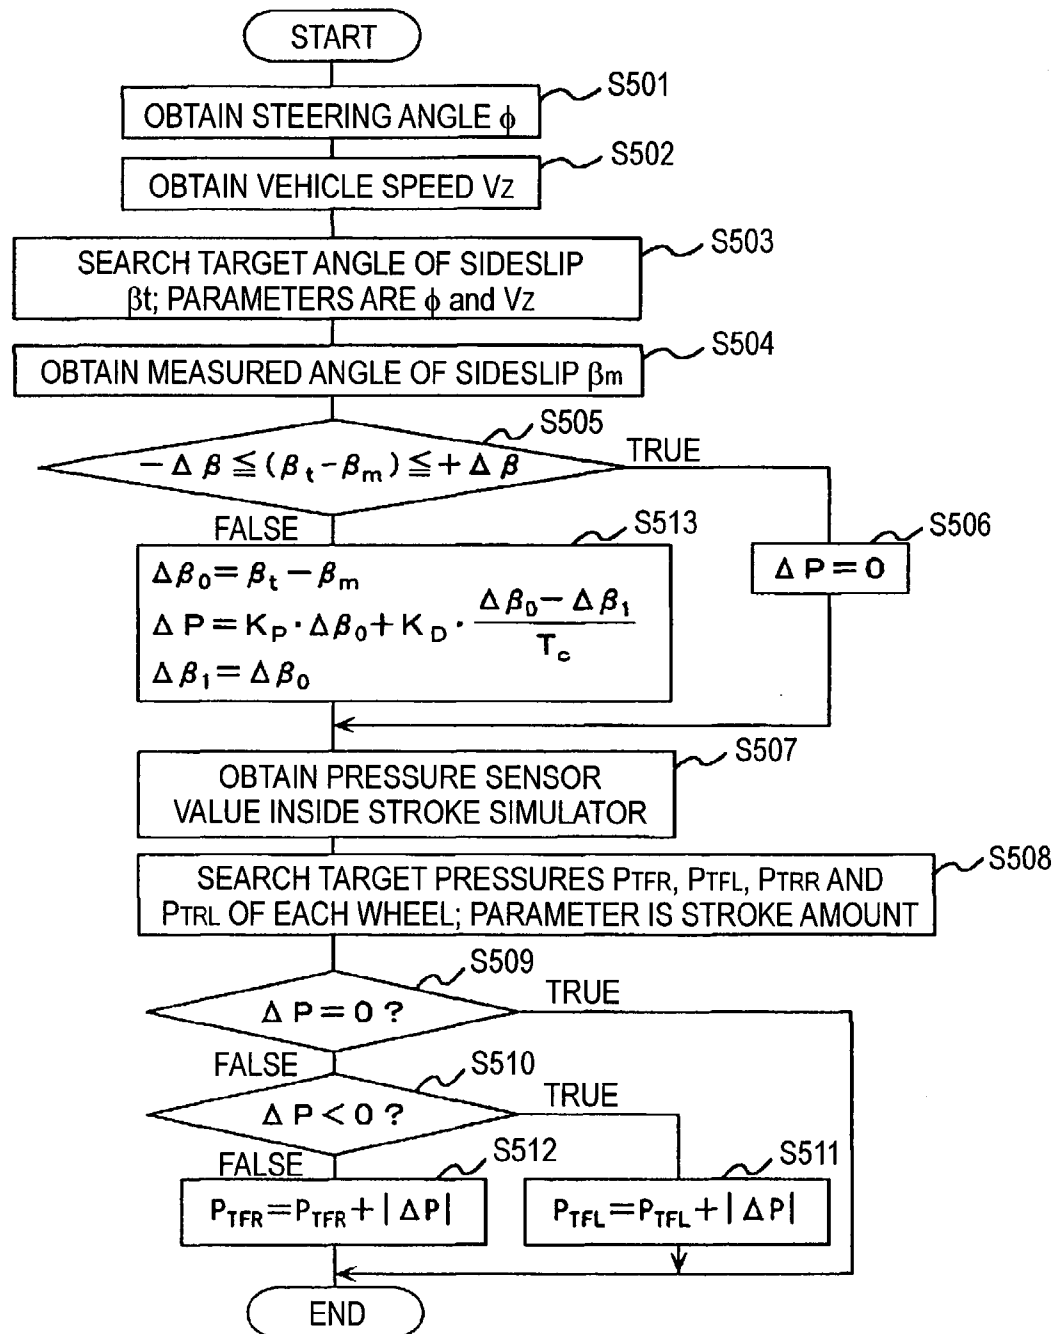 START
S501
OBTAIN STEERING ANGLE ϕ
S502
OBTAIN VEHICLE SPEED Vz
S503
SEARCH TARGET ANGLE OF SIDESLIP
βt; PARAMETERS ARE ϕ and Vz
S504
OBTAIN MEASURED ANGLE OF SIDESLIP βm
S505
−Δβ≦(βt−βm)≦+Δβ
TRUE
FALSE
S513
S506
Δβ0=βt−βm
ΔP=KP·Δβ0+KD·(Δβ0−Δβ1)/Tc
Δβ1=Δβ0
ΔP=0
S507
OBTAIN PRESSURE SENSOR
VALUE INSIDE STROKE SIMULATOR
S508
SEARCH TARGET PRESSURES PTFR, PTFL, PTRR AND
PTRL OF EACH WHEEL; PARAMETER IS STROKE AMOUNT
S509
ΔP=0?
TRUE
FALSE
S510
ΔP<0?
TRUE
FALSE
S512
S511
PTFR=PTFR+|ΔP|
PTFL=PTFL+|ΔP|
END